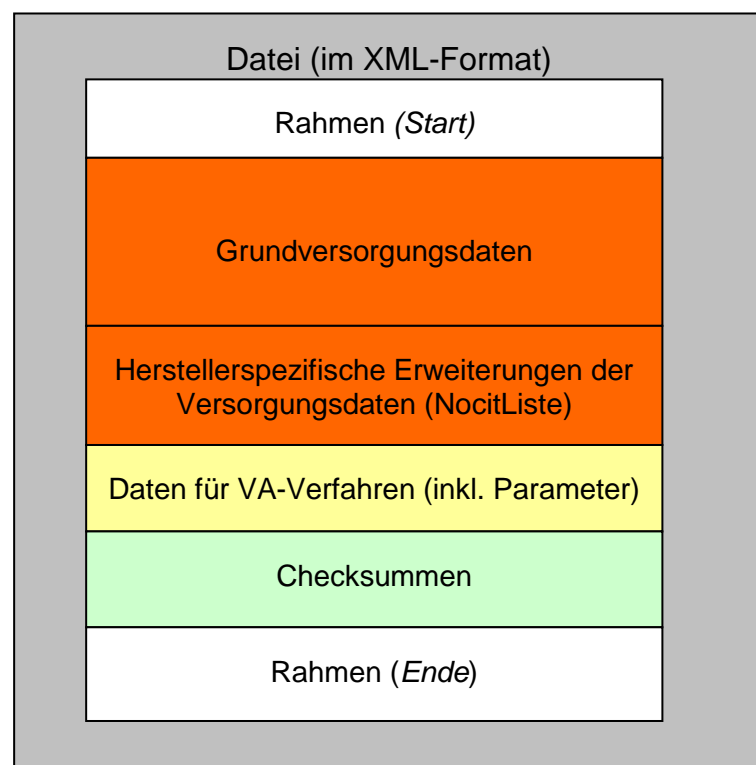 Datei (im XML-Format)
Rahmen (Start)
Grundversorgungsdaten
Herstellerspezifische Erweiterungen der
Versorgungsdaten (NocitListe)
Daten für VA-Verfahren (inkl. Parameter)
Checksummen
Rahmen (Ende)